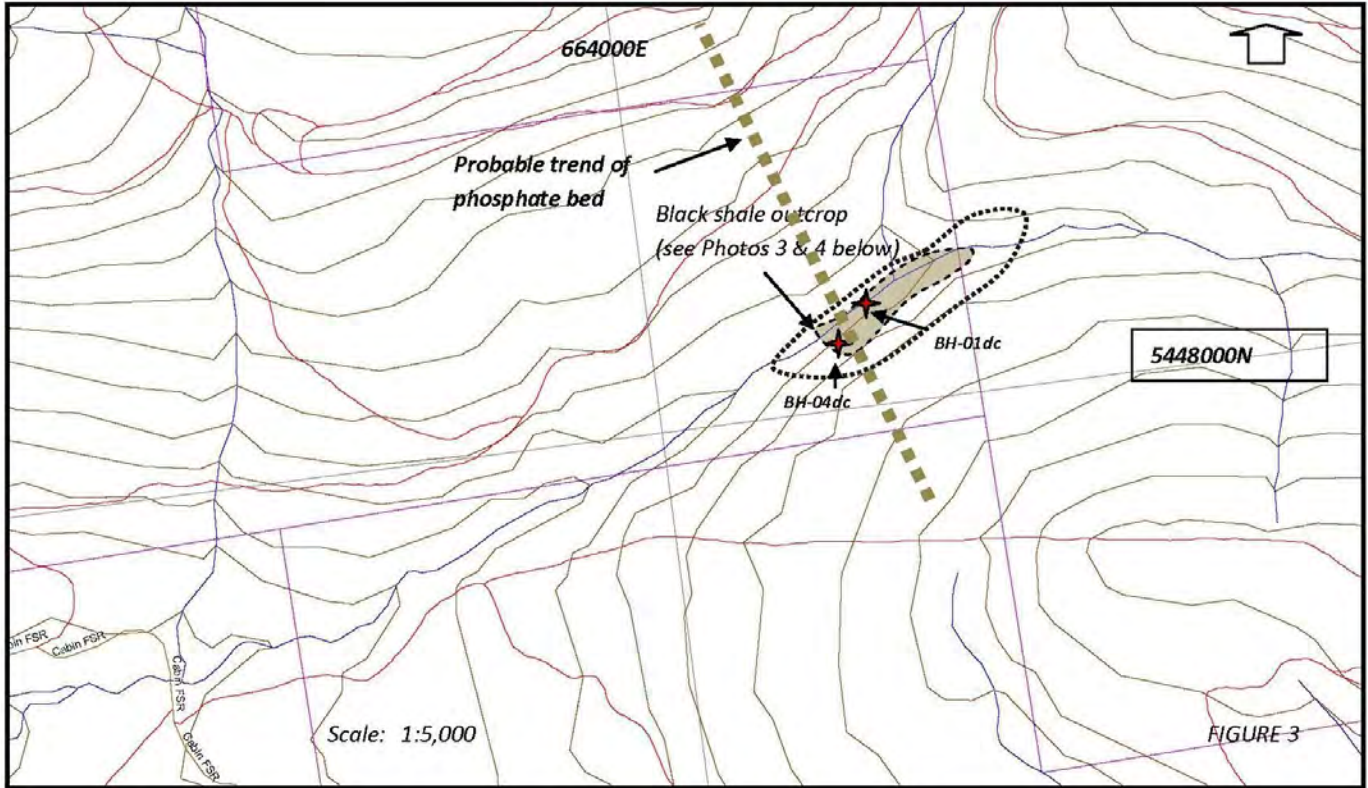 664000E
Probable trend of
phosphate bed
Black shale outcrop
(see Photos 3 & 4 below)
BH-01dc
5448000N
BH-04dc
bin FSR
Cabin FSR
Cabin FSR
Cabin FSR
Scale: 1:5,000
FIGURE 3